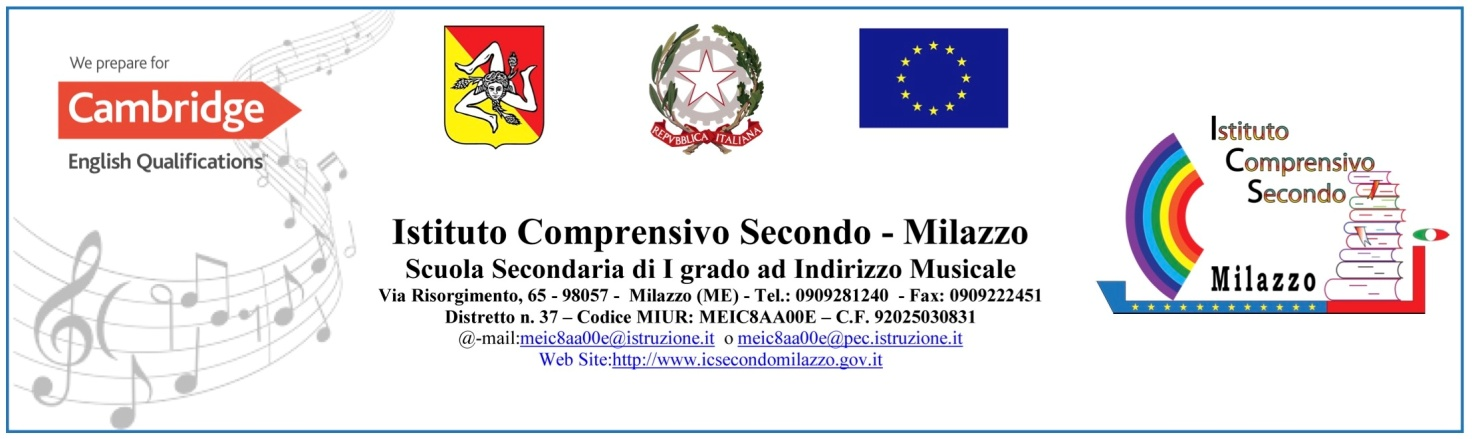 We prepare for
Cambridge
English Qualifications™
REPVBBLICA ITALIANA
Istituto
Comprensivo
Secondo
Milazzo
Istituto Comprensivo Secondo - Milazzo
Scuola Secondaria di I grado ad Indirizzo Musicale
Via Risorgimento, 65 - 98057 - Milazzo (ME) - Tel.: 0909281240 - Fax: 0909222451
Distretto n. 37 – Codice MIUR: MEIC8AA00E – C.F. 92025030831
@-mail:meic8aa00e@istruzione.it o meic8aa00e@pec.istruzione.it
Web Site:http://www.icsecondomilazzo.gov.it